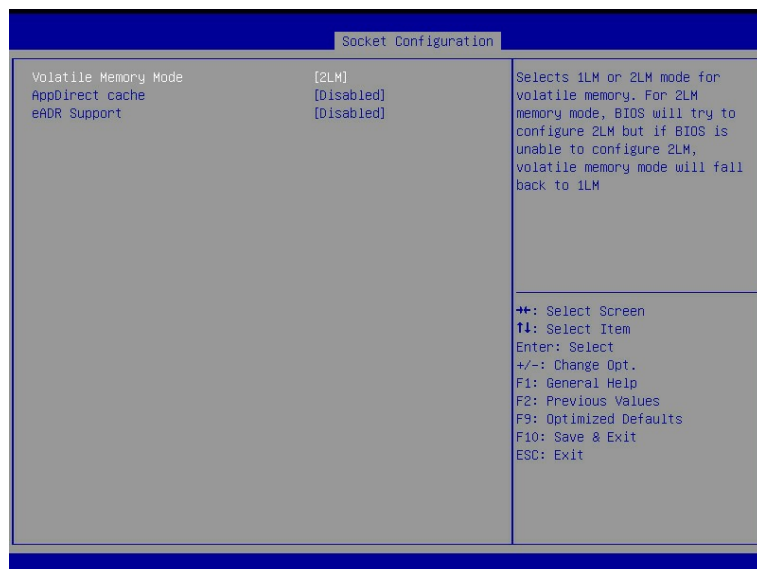 Socket Configuration
Volatile Memory Mode [2LM]
AppDirect cache [Disabled]
eADR Support [Disabled]
Selects 1LM or 2LM mode for
volatile memory. For 2LM
memory mode, BIOS will try to
configure 2LM but if BIOS is
unable to configure 2LM,
volatile memory mode will fall
back to 1LM
→←: Select Screen
↑↓: Select Item
Enter: Select
+/-: Change Opt.
F1: General Help
F2: Previous Values
F9: Optimized Defaults
F10: Save & Exit
ESC: Exit